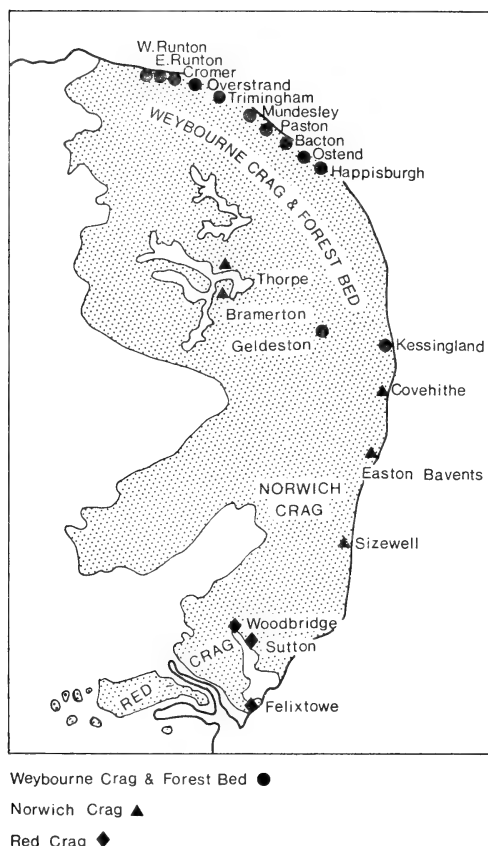 W. Runton
E. Runton
Cromer
Overstrand
Trimingham
Mundesley
Paston
Bacton
Ostend
Happisburgh
WEYBOURNE CRAG & FOREST BED
Thorpe
Bramerton
Geldeston
Kessingland
Covehithe
Easton Bavents
NORWICH
CRAG
Sizewell
Woodbridge
Sutton
RED CRAG
Felixtowe
Weybourne Crag & Forest Bed
Norwich Crag
Red Crag